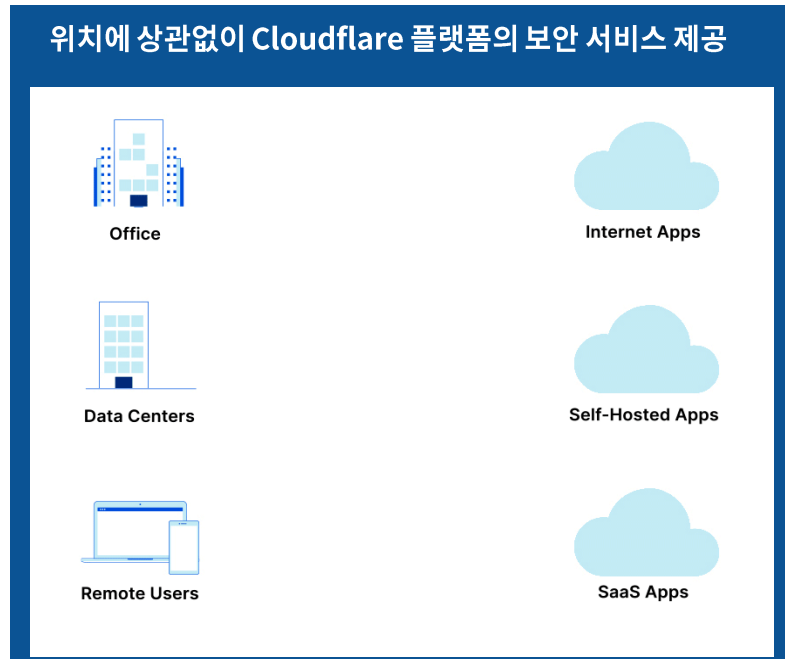 위치에 상관없이 Cloudflare 플랫폼의 보안 서비스 제공
Office
Internet Apps
Data Centers
Self-Hosted Apps
Remote Users
SaaS Apps